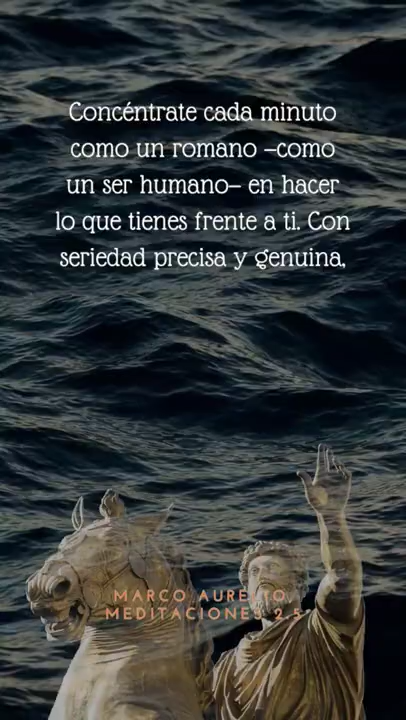 Concéntrate cada minuto
como un romano –como
un ser humano– en hacer
lo que tienes frente a ti. Con
seriedad precisa y genuina,
MARCO AURELIO,
MEDITACIONES 2.5